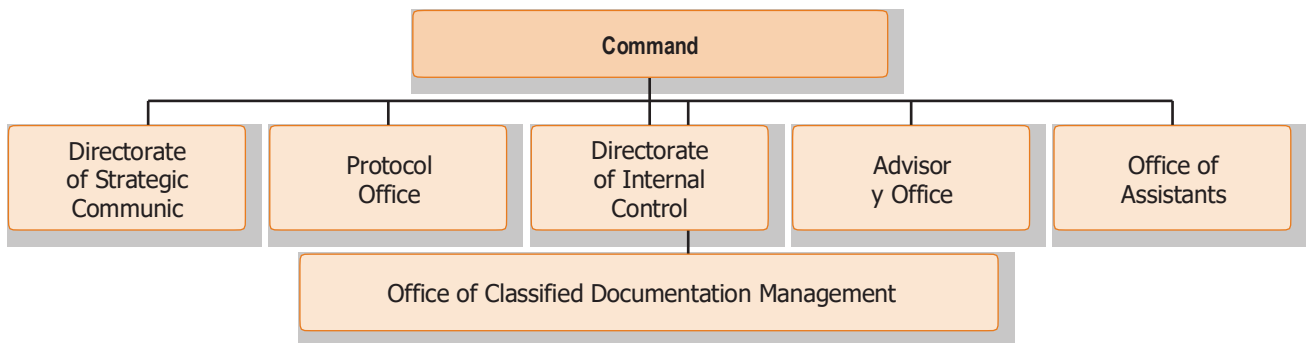 Command
Directorate
of Strategic
Communic
Protocol
Office
Directorate
of Internal
Control
Advisor
y Office
Office of
Assistants
Office of Classified Documentation Management